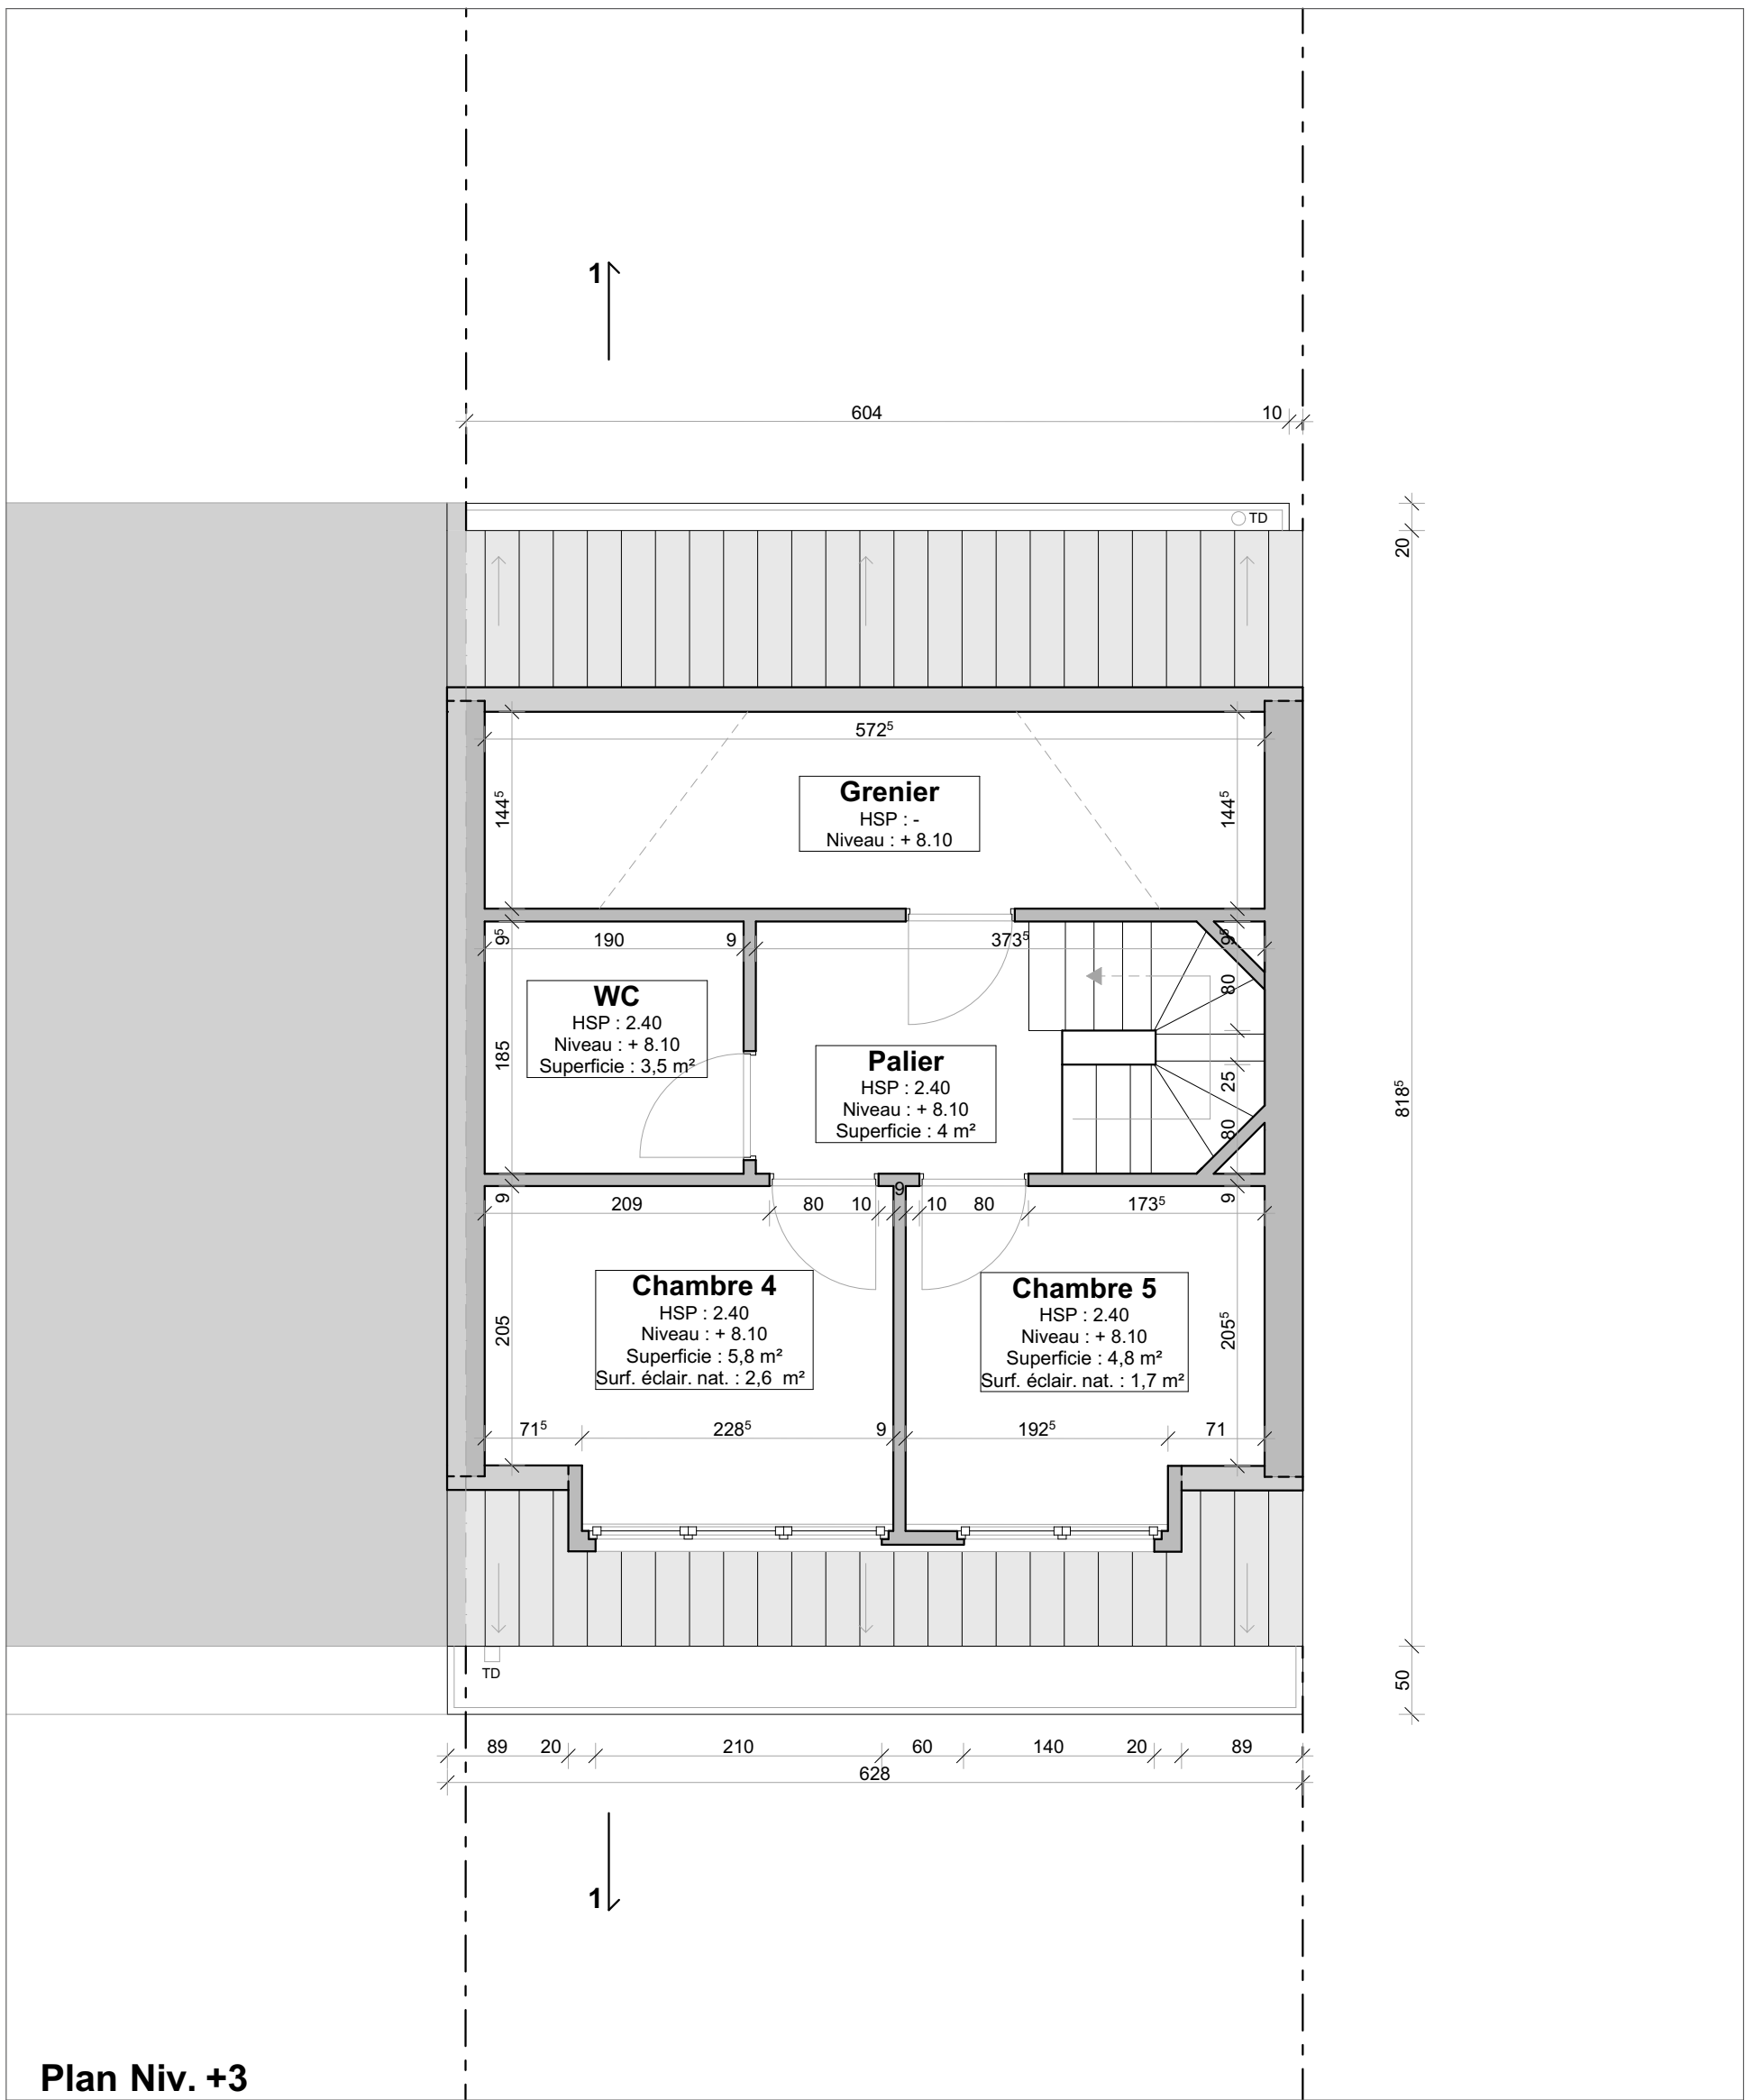 1
604
10
TD
20
572⁵
144⁵
144⁵
Grenier
HSP : -
Niveau : + 8.10
9⁵
190
9
373⁵
9⁵
80
WC
HSP : 2.40
Niveau : + 8.10
Superficie : 3,5 m²
185
Palier
HSP : 2.40
Niveau : + 8.10
Superficie : 4 m²
25
80
818⁵
9
209
80
10
9
10
80
173⁵
9
Chambre 4
HSP : 2.40
Niveau : + 8.10
Superficie : 5,8 m²
Surf. éclair. nat. : 2,6 m²
Chambre 5
HSP : 2.40
Niveau : + 8.10
Superficie : 4,8 m²
Surf. éclair. nat. : 1,7 m²
205
205⁵
71⁵
228⁵
9
192⁵
71
TD
50
89
20
210
60
140
20
89
628
1
Plan Niv. +3